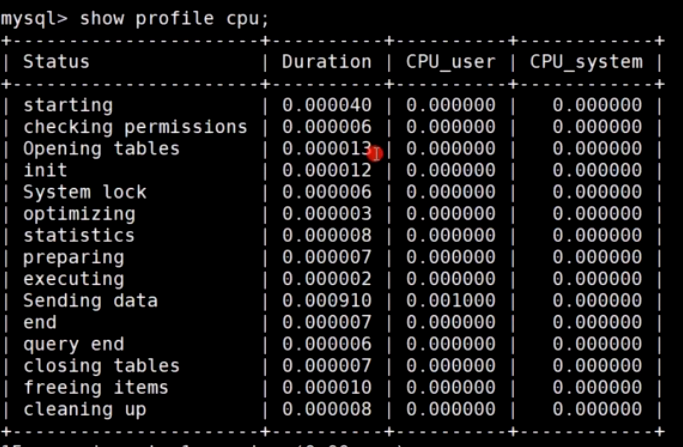 mysql> show profile cpu;
+----------------------+----------+----------+------------+
| Status               | Duration | CPU_user | CPU_system |
+----------------------+----------+----------+------------+
| starting             | 0.000040 | 0.000000 |   0.000000 |
| checking permissions | 0.000006 | 0.000000 |   0.000000 |
| Opening tables       | 0.000013 | 0.000000 |   0.000000 |
| init                 | 0.000012 | 0.000000 |   0.000000 |
| System lock          | 0.000006 | 0.000000 |   0.000000 |
| optimizing           | 0.000003 | 0.000000 |   0.000000 |
| statistics           | 0.000008 | 0.000000 |   0.000000 |
| preparing            | 0.000007 | 0.000000 |   0.000000 |
| executing            | 0.000002 | 0.000000 |   0.000000 |
| Sending data         | 0.000910 | 0.001000 |   0.000000 |
| end                  | 0.000007 | 0.000000 |   0.000000 |
| query end            | 0.000006 | 0.000000 |   0.000000 |
| closing tables       | 0.000007 | 0.000000 |   0.000000 |
| freeing items        | 0.000010 | 0.000000 |   0.000000 |
| cleaning up          | 0.000008 | 0.000000 |   0.000000 |
+----------------------+----------+----------+------------+